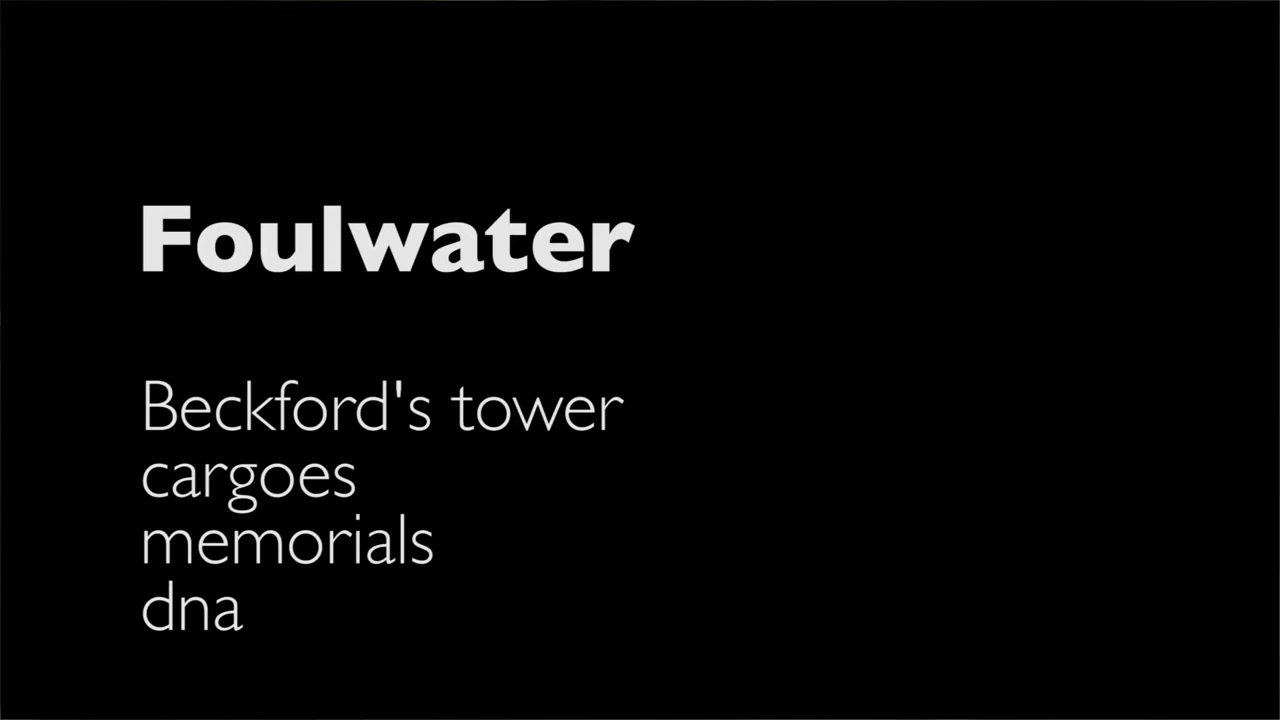 Foulwater
Beckford's tower
cargoes
memorials
dna